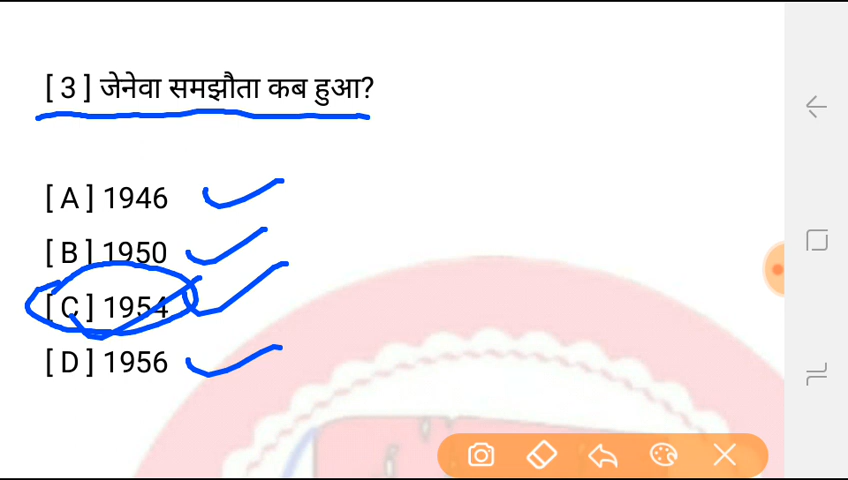 [ 3 ] जेनेवा समझौता कब हुआ?
[ A ] 1946
[ B ] 1950
[ C ] 1954
[ D ] 1956